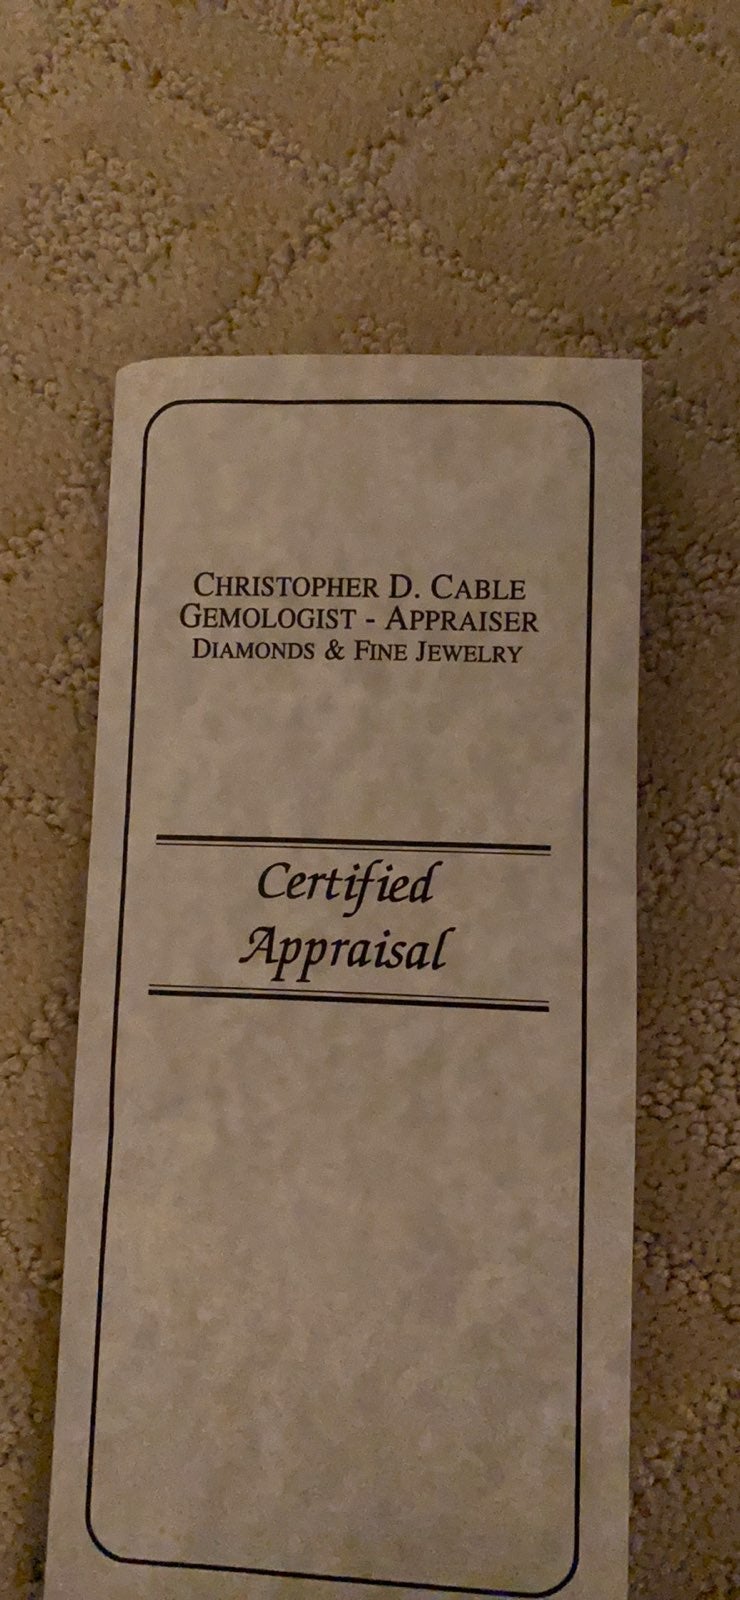 CHRISTOPHER D. CABLE
GEMOLOGIST - APPRAISER
DIAMONDS & FINE JEWELRY
Certified
Appraisal